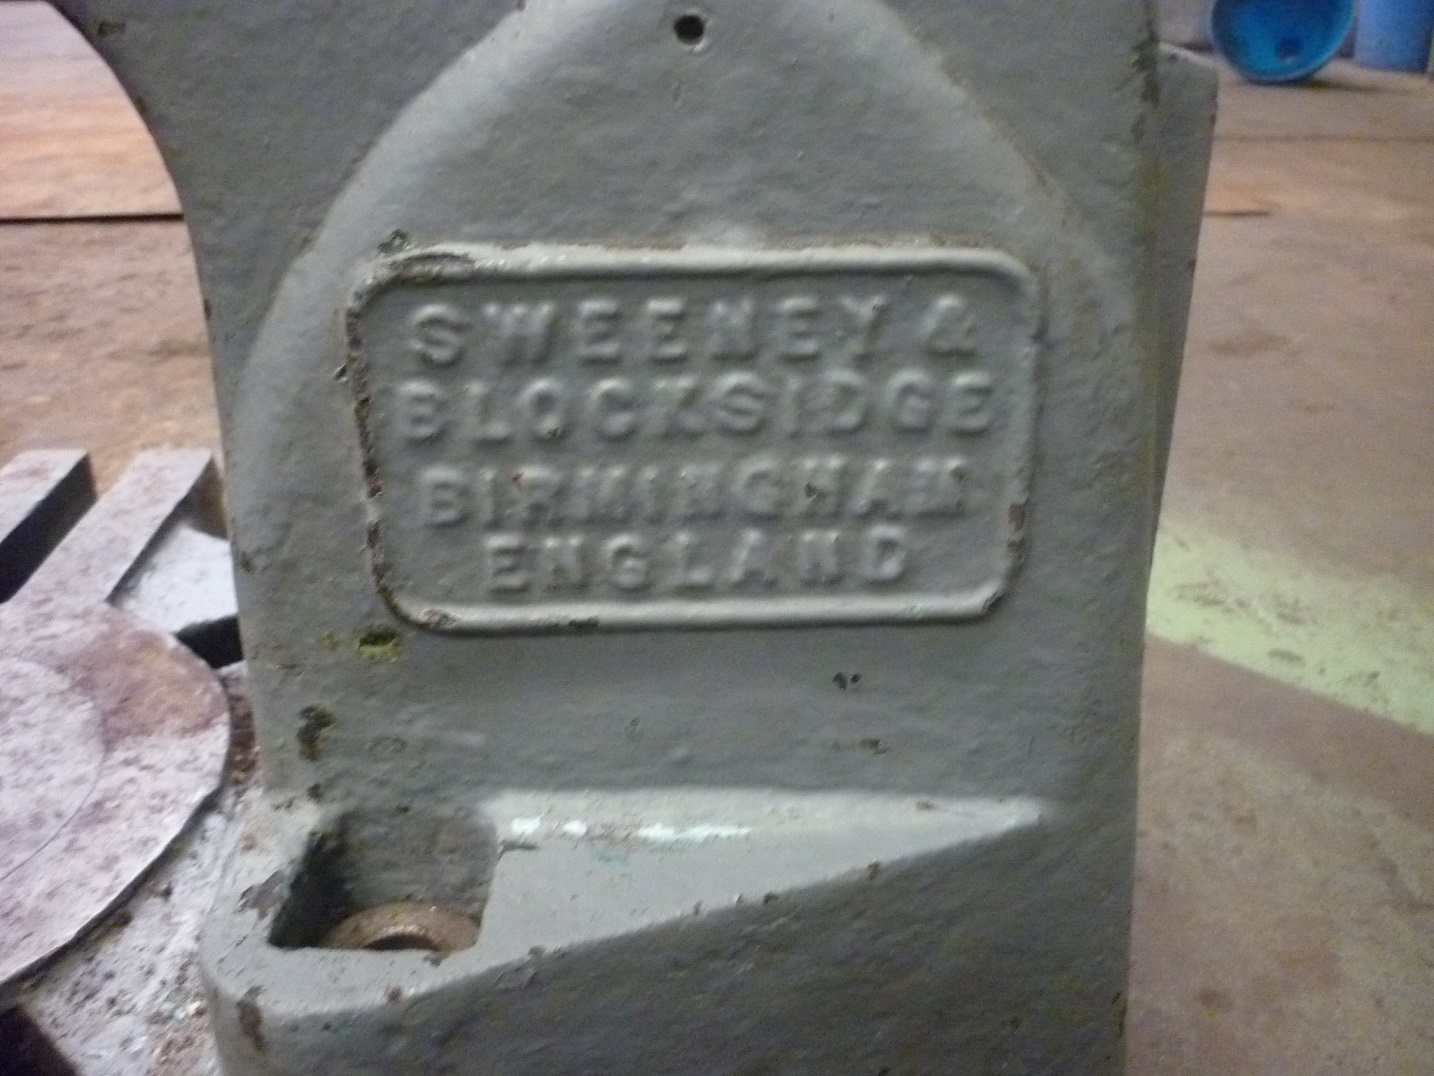 SWEENEY &
BLOCKSIDGE
BIRMINGHAM
ENGLAND